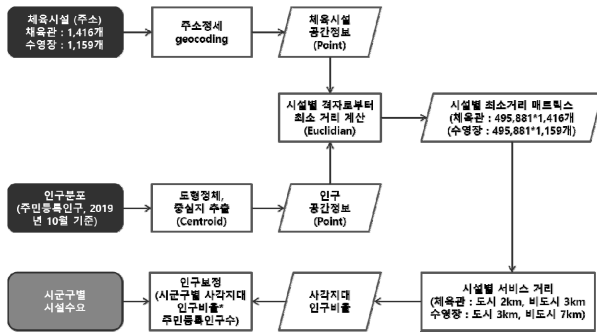 체육시설 (주소)
채육관 : 1,416개
수영장 : 1,159개
주소정세
geocoding
체육시설
공간정보
(Point)
시설별 격자로부터
최소 거리 계산
(Euclidian)
시설별 최소거리 매트릭스
(체육관 : 495,881*1,416개)
(수영장 : 495,881*1,159개)
인구분포
(주민등록인구, 2019
년 10월 기준)
도형정체,
중심지 추출
(Centroid)
인구
공간정보
(Point)
시군구별
시설수요
인구보정
(시군구별 사각지대
인구비율*
주민등록인구수)
사각지대
인구비율
시설별 서비스 거리
(체육관 : 도시 2km, 비도시 3km
수영장 : 도시 3km, 비도시 7km)